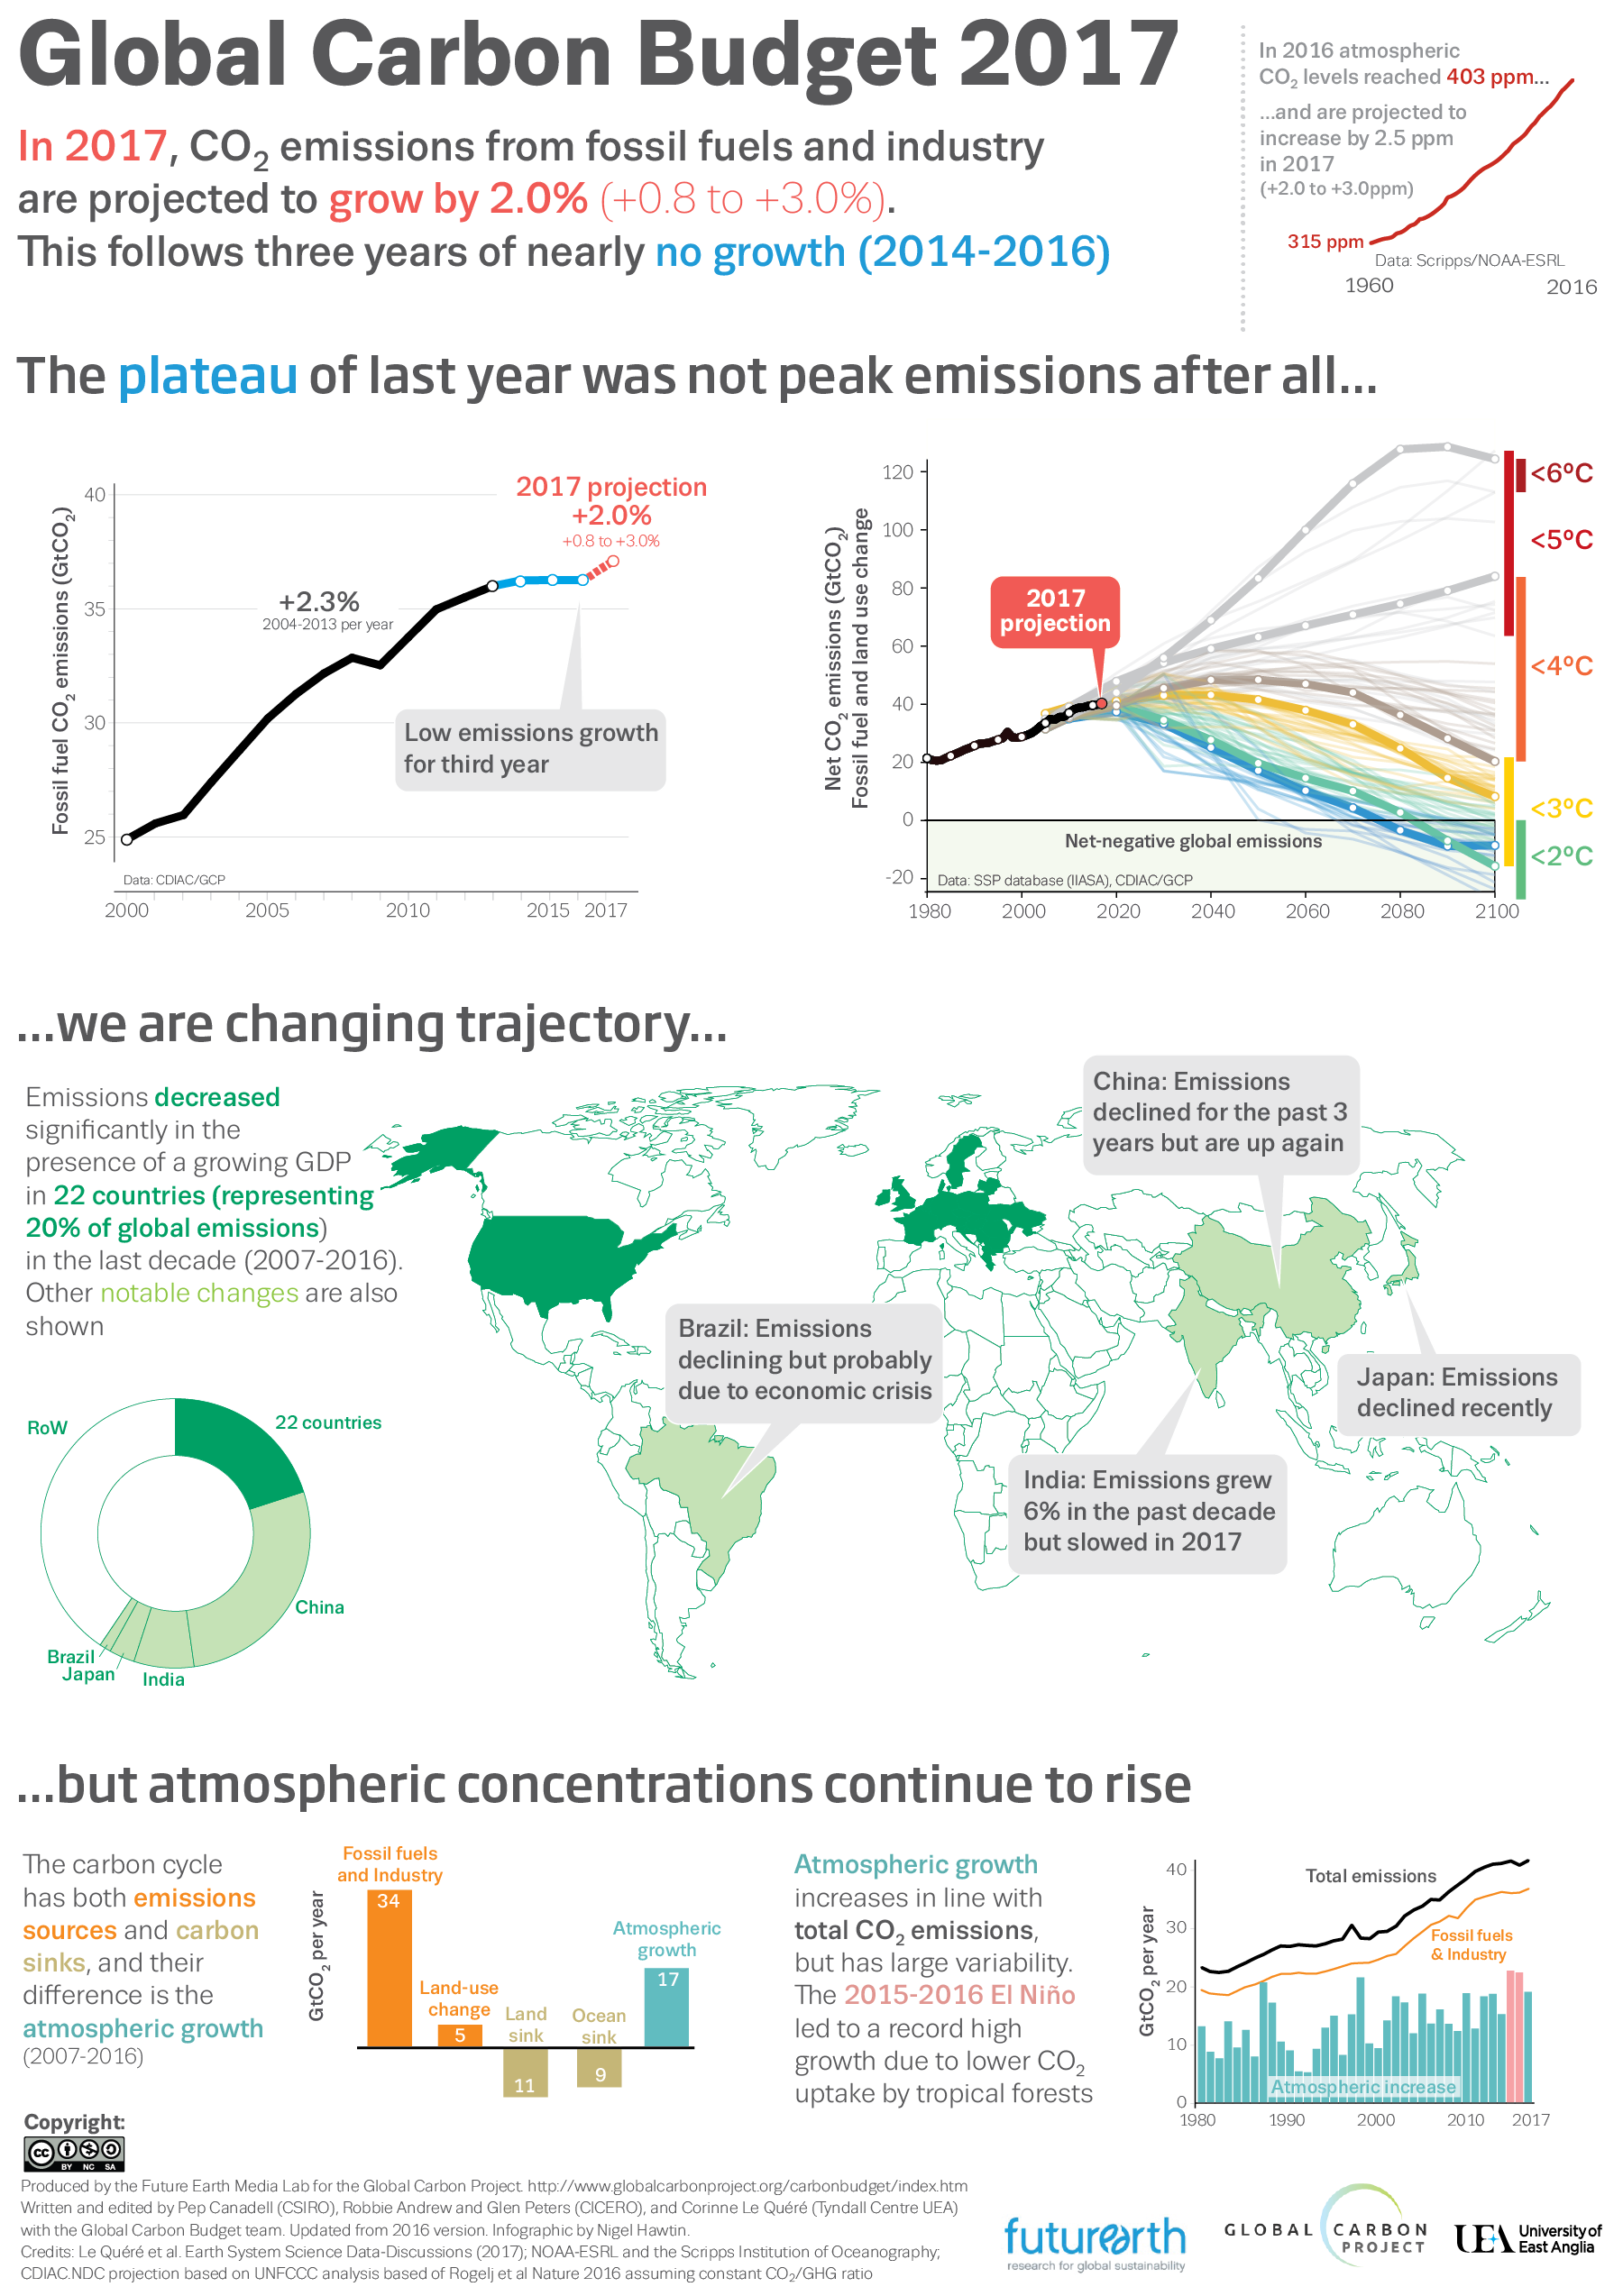 Global Carbon Budget 2017
In 2017, CO₂ emissions from fossil fuels and industry
are projected to grow by 2.0% (+0.8 to +3.0%).
This follows three years of nearly no growth (2014-2016)
In 2016 atmospheric
CO₂ levels reached 403 ppm...
...and are projected to
increase by 2.5 ppm
in 2017
(+2.0 to +3.0ppm)
315 ppm
Data: Scripps/NOAA-ESRL
1960
2016
The plateau of last year was not peak emissions after all...
Fossil fuel CO₂ emissions (GtCO₂)
40
35
30
25
2017 projection
+2.0%
+0.8 to +3.0%
+2.3%
2004-2013 per year
Low emissions growth
for third year
Data: CDIAC/GCP
2000
2005
2010
2015
2017
Net CO₂ emissions (GtCO₂)
Fossil fuel and land use change
120
100
80
60
40
20
0
-20
2017
projection
Net-negative global emissions
Data: SSP database (IIASA), CDIAC/GCP
1980
2000
2020
2040
2060
2080
2100
<6°C
<5°C
<4°C
<3°C
<2°C
...we are changing trajectory...
Emissions decreased
significantly in the
presence of a growing GDP
in 22 countries (representing
20% of global emissions)
in the last decade (2007-2016).
Other notable changes are also
shown
RoW
22 countries
China
India
Japan
Brazil
China: Emissions
declined for the past 3
years but are up again
Brazil: Emissions
declining but probably
due to economic crisis
Japan: Emissions
declined recently
India: Emissions grew
6% in the past decade
but slowed in 2017
...but atmospheric concentrations continue to rise
The carbon cycle
has both emissions
sources and carbon
sinks, and their
difference is the
atmospheric growth
(2007-2016)
GtCO₂ per year
Fossil fuels
and Industry
34
Land-use
change
5
Land
sink
11
Ocean
sink
9
Atmospheric
growth
17
Atmospheric growth
increases in line with
total CO₂ emissions,
but has large variability.
The 2015-2016 El Niño
led to a record high
growth due to lower CO₂
uptake by tropical forests
GtCO₂ per year
40
30
20
10
0
Total emissions
Fossil fuels
& Industry
Atmospheric increase
1980
1990
2000
2010
2017
Copyright:
cc
BY NC SA
Produced by the Future Earth Media Lab for the Global Carbon Project. http://www.globalcarbonproject.org/carbonbudget/index.htm
Written and edited by Pep Canadell (CSIRO), Robbie Andrew and Glen Peters (CICERO), and Corinne Le Quéré (Tyndall Centre UEA)
with the Global Carbon Budget team. Updated from 2016 version. Infographic by Nigel Hawtin.
Credits: Le Quéré et al. Earth System Science Data-Discussions (2017); NOAA-ESRL and the Scripps Institution of Oceanography;
CDIAC.NDC projection based on UNFCCC analysis based of Rogelj et al Nature 2016 assuming constant CO₂/GHG ratio
futurearth
research for global sustainability
GLOBAL CARBON
PROJECT
UEA University of
East Anglia